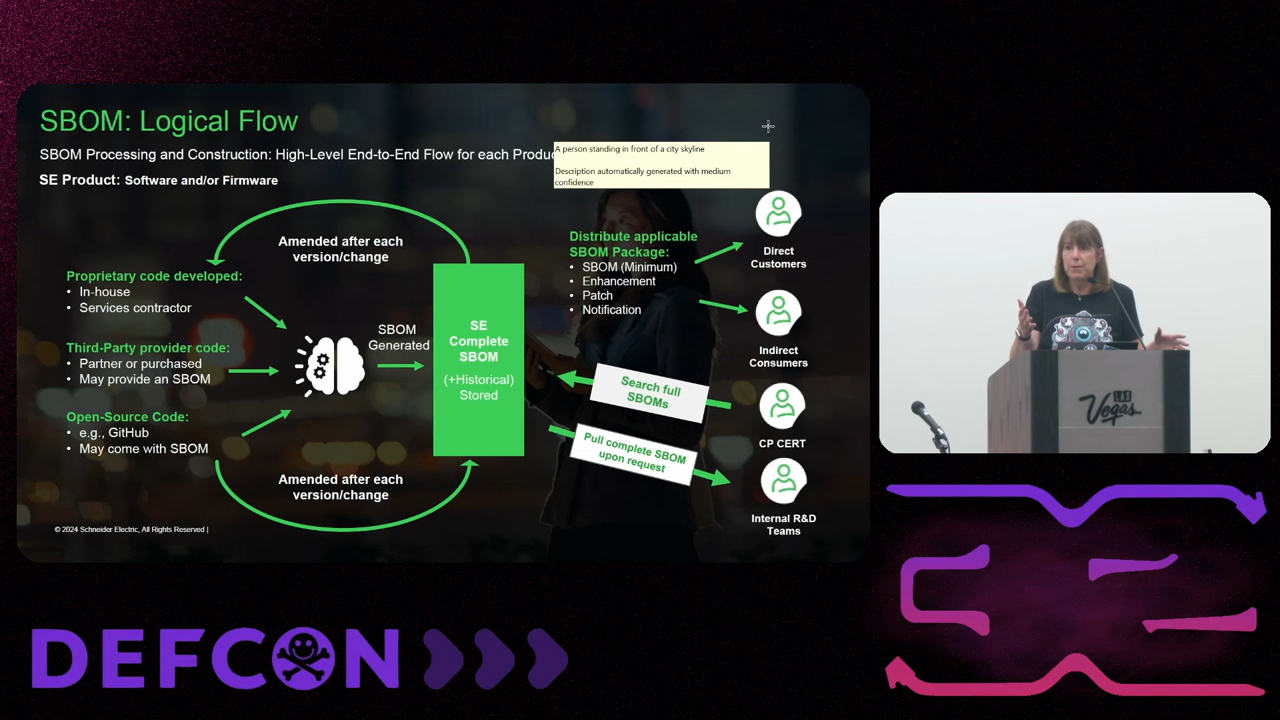 SBOM: Logical Flow
SBOM Processing and Construction: High-Level End-to-End Flow for each Produc
A person standing in front of a city skyline
Description automatically generated with medium
confidence
SE Product: Software and/or Firmware
Amended after each
version/change
Proprietary code developed:
• In-house
• Services contractor
Third-Party provider code:
• Partner or purchased
• May provide an SBOM
Open-Source Code:
• e.g., GitHub
• May come with SBOM
SBOM
Generated
SE
Complete
SBOM
(+Historical)
Stored
Amended after each
version/change
Distribute applicable
SBOM Package:
• SBOM (Minimum)
• Enhancement
• Patch
• Notification
Direct
Customers
Indirect
Consumers
Search full
SBOMs
CP CERT
Pull complete SBOM
upon request
Internal R&D
Teams
© 2024 Schneider Electric, All Rights Reserved |
LAS
Vegas
DEFCON